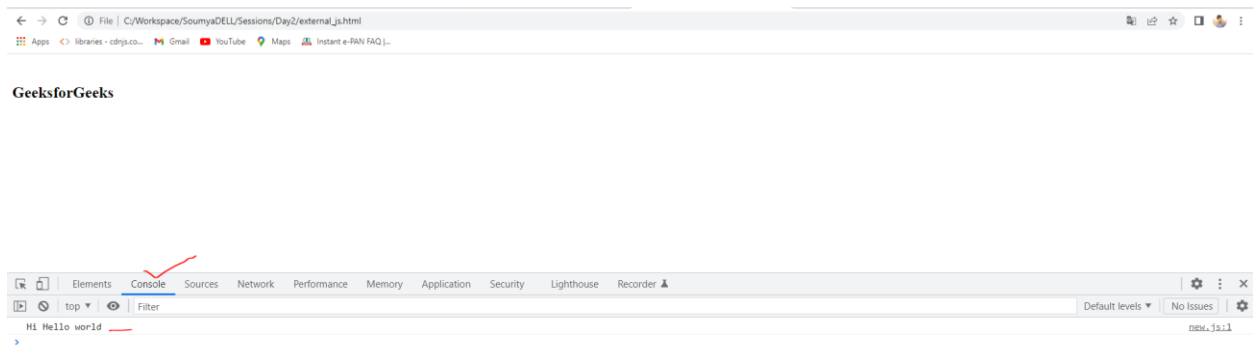 File | C:/Workspace/SoumyaDELL/Sessions/Day2/external_js.html
Apps <> libraries - cdnjs.co... M Gmail YouTube Maps Instant e-PAN FAQ |...
GeeksforGeeks
Elements Console Sources Network Performance Memory Application Security Lighthouse Recorder
top ▼ Filter Default levels ▼ No Issues
Hi Hello world new.js:1
>